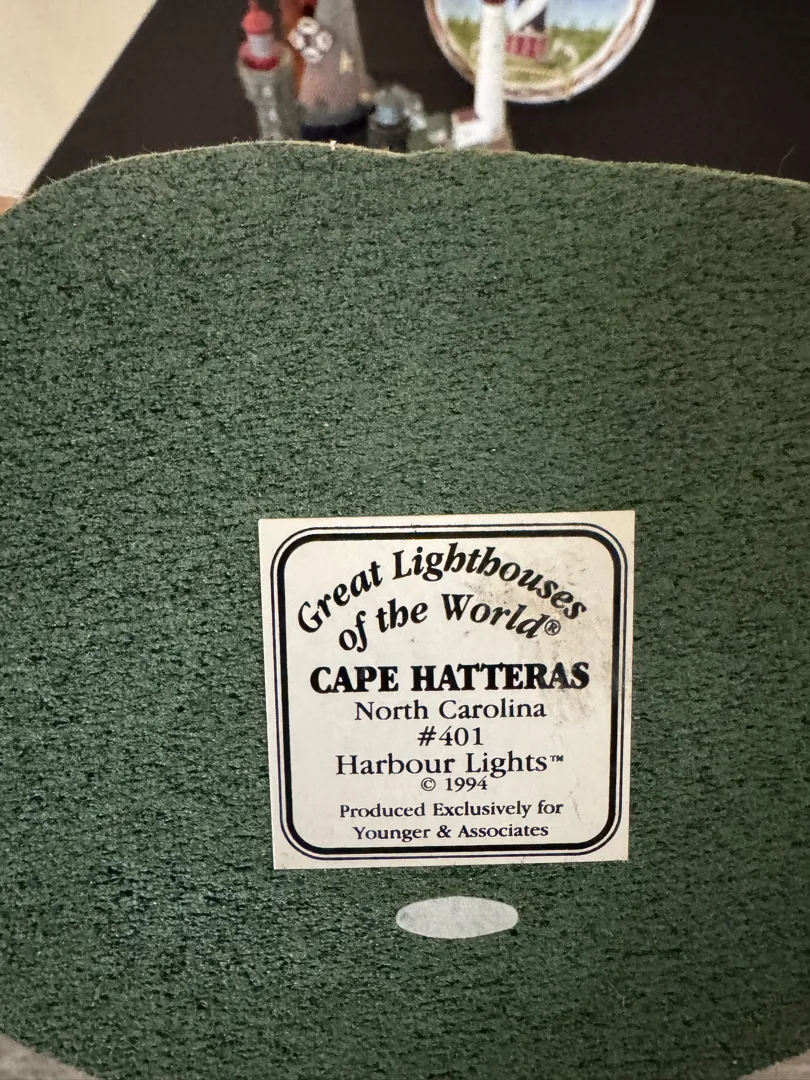 Great Lighthouses
of the World®
CAPE HATTERAS
North Carolina
#401
Harbour Lights™
© 1994
Produced Exclusively for
Younger & Associates